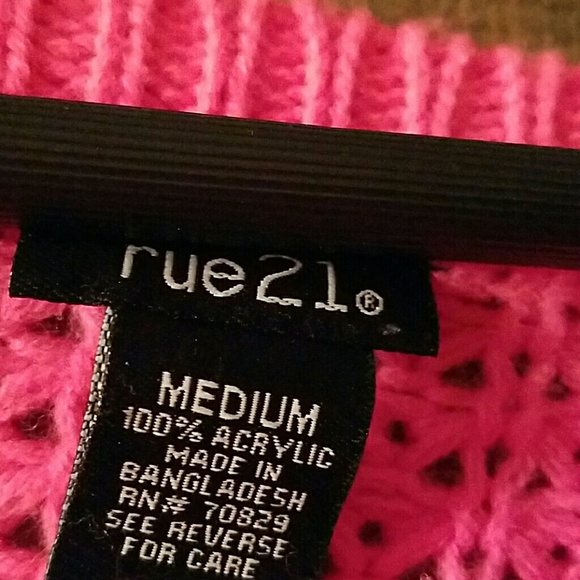 rue21®
MEDIUM
100% ACRYLIC
MADE IN
BANGLADESH
RN# 70829
SEE REVERSE
FOR CARE